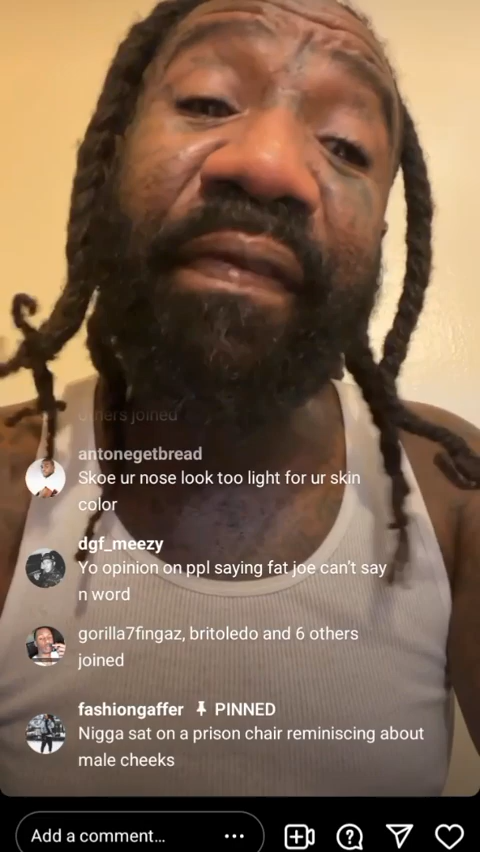 others joined
antonegetbread
Skoe ur nose look too light for ur skin
color
dgf_meezy
Yo opinion on ppl saying fat joe can't say
n word
gorilla7fingaz, britoledo and 6 others
joined
fashiongaffer PINNED
Nigga sat on a prison chair reminiscing about
male cheeks
Add a comment...